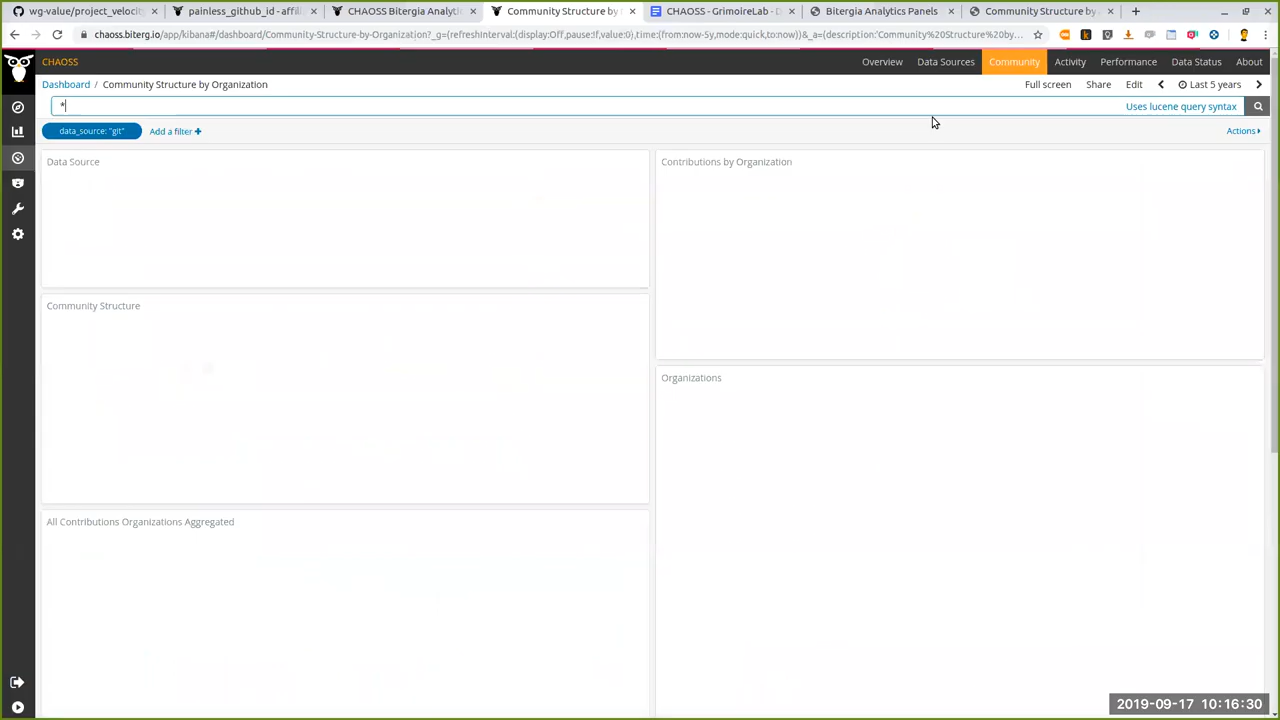 wg-value/project_velocity
painless_github_id - affili
CHAOSS Bitergia Analytic
Community Structure by
CHAOSS - GrimoireLab - D
Bitergia Analytics Panels
Community Structure by
chaoss.biterg.io/app/kibana#/dashboard/Community-Structure-by-Organization?_g=(refreshInterval:(display:Off,pause:!f,value:0),time:(from:now-5y,mode:quick,to:now))&_a=(description:'Community%20Structure%20by...
CHAOSS
Overview
Data Sources
Community
Activity
Performance
Data Status
About
Dashboard / Community Structure by Organization
Full screen
Share
Edit
Last 5 years
*
Uses lucene query syntax
data_source: "git"
Add a filter +
Actions
Data Source
Contributions by Organization
Community Structure
Organizations
All Contributions Organizations Aggregated
2019-09-17 10:16:30